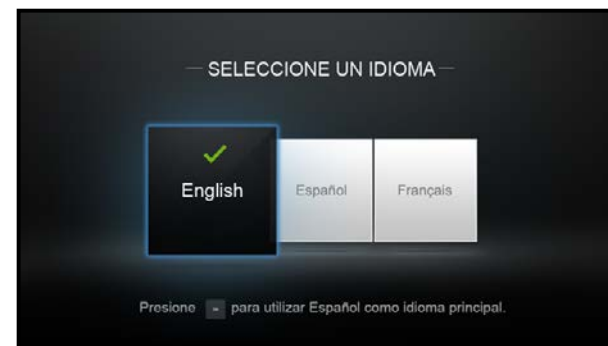 SELECCIONE UN IDIOMA
English
Español
Français
Presione - para utilizar Español como idioma principal.